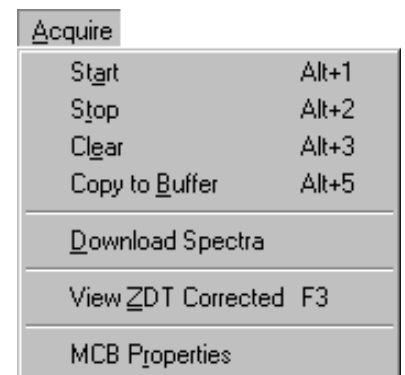 Acquire
Start Alt+1
Stop Alt+2
Clear Alt+3
Copy to Buffer Alt+5
Download Spectra
View ZDT Corrected F3
MCB Properties